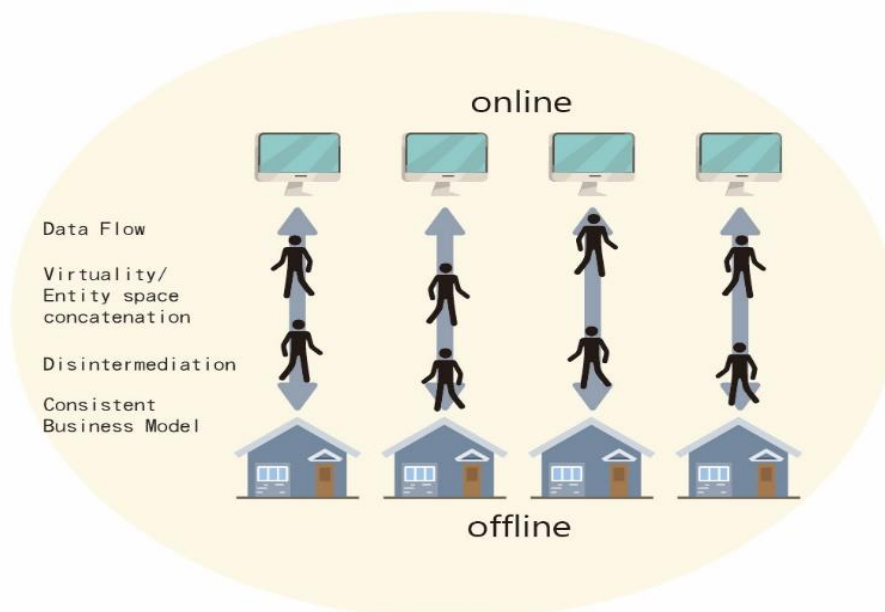 online
Data Flow
Virtuality/
Entity space
concatenation
Disintermediation
Consistent
Business Model
offline